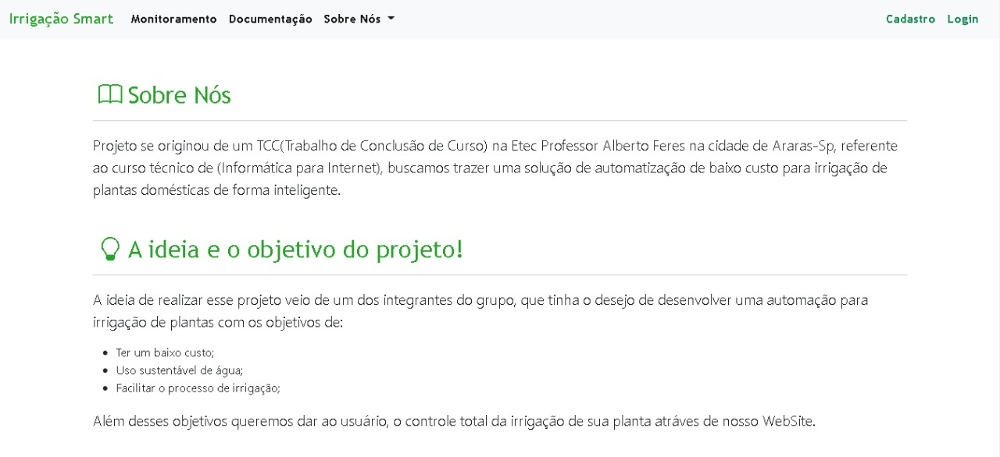 Irrigação Smart Monitoramento Documentação Sobre Nós Cadastro Login
Sobre Nós
Projeto se originou de um TCC(Trabalho de Conclusão de Curso) na Etec Professor Alberto Feres na cidade de Araras-Sp, referente
ao curso técnico de (Informática para Internet), buscamos trazer uma solução de automatização de baixo custo para irrigação de
plantas domésticas de forma inteligente.
A ideia e o objetivo do projeto!
A ideia de realizar esse projeto veio de um dos integrantes do grupo, que tinha o desejo de desenvolver uma automação para
irrigação de plantas com os objetivos de:
• Ter um baixo custo;
• Uso sustentável de água;
• Facilitar o processo de irrigação;
Além desses objetivos queremos dar ao usuário, o controle total da irrigação de sua planta atráves de nosso WebSite.